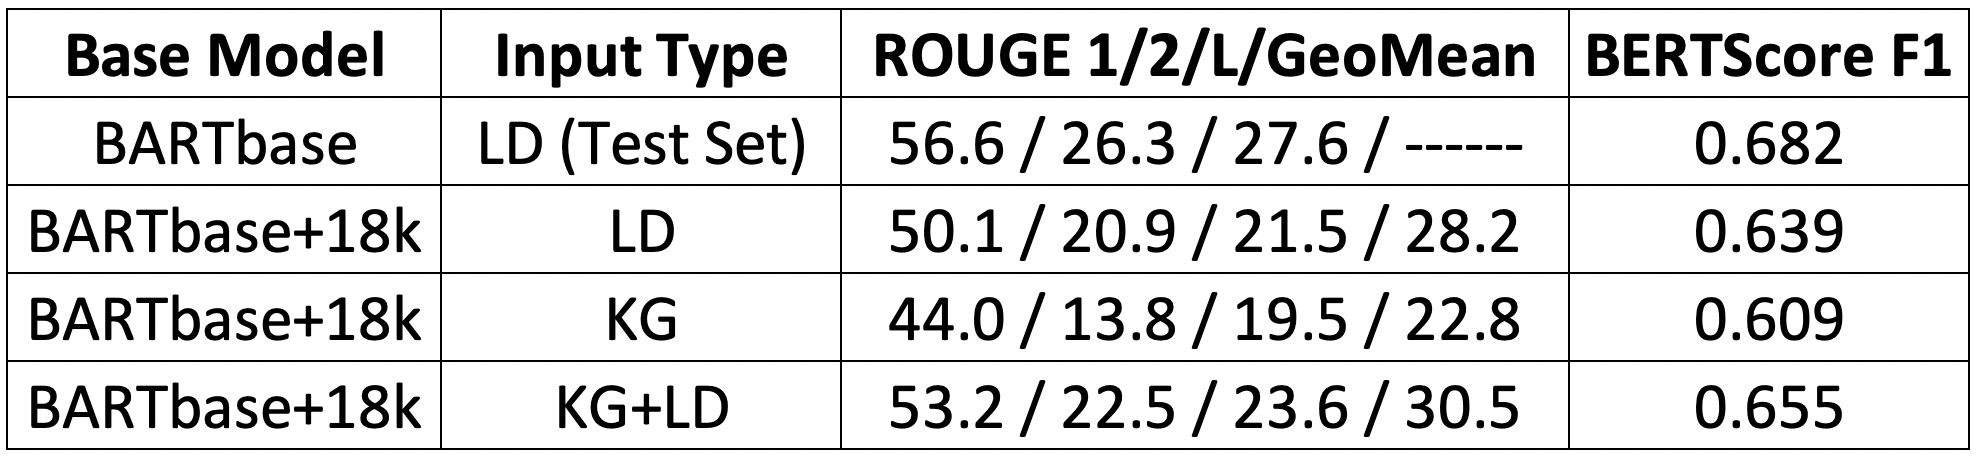 Base Model Input Type ROUGE 1/2/L/GeoMean BERTScore F1
BARTbase LD (Test Set) 56.6 / 26.3 / 27.6 / ------ 0.682
BARTbase+18k LD 50.1 / 20.9 / 21.5 / 28.2 0.639
BARTbase+18k KG 44.0 / 13.8 / 19.5 / 22.8 0.609
BARTbase+18k KG+LD 53.2 / 22.5 / 23.6 / 30.5 0.655